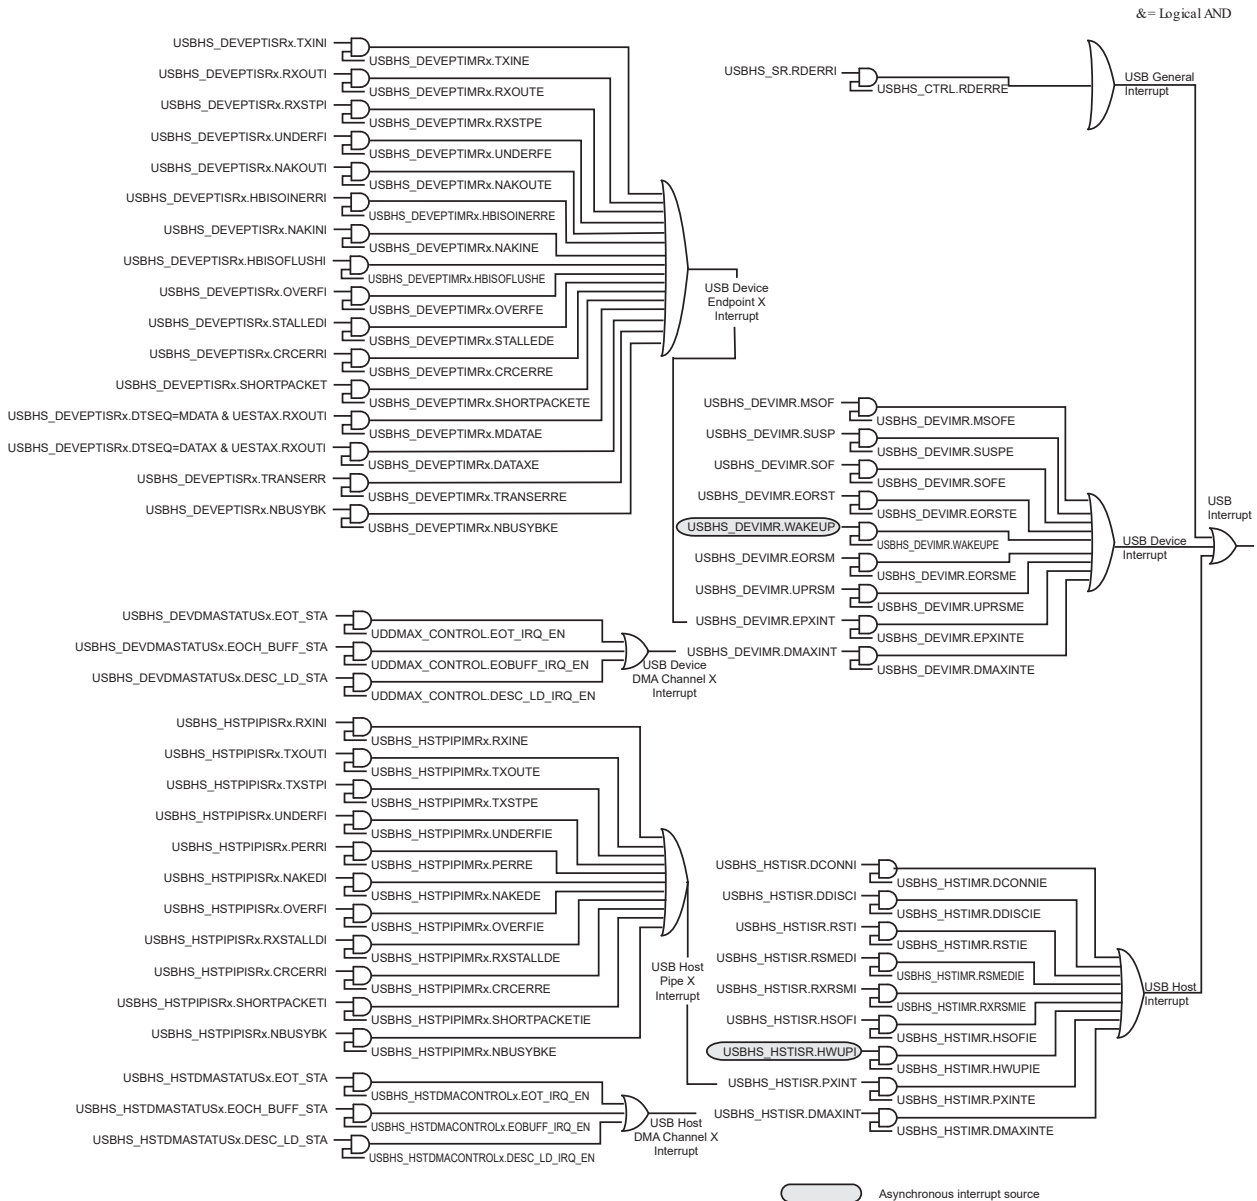 &= Logical AND
USBHS_DEVEPTISRx.TXINI
USBHS_DEVEPTIMRx.TXINE
USBHS_DEVEPTISRx.RXOUTI
USBHS_DEVEPTIMRx.RXOUTE
USBHS_DEVEPTISRx.RXSTPI
USBHS_DEVEPTIMRx.RXSTPE
USBHS_DEVEPTISRx.UNDERFI
USBHS_DEVEPTIMRx.UNDERFE
USBHS_DEVEPTISRx.NAKOUTI
USBHS_DEVEPTIMRx.NAKOUTE
USBHS_DEVEPTISRx.HBISOINERRI
USBHS_DEVEPTIMRx.HBISOINERRE
USBHS_DEVEPTISRx.NAKINI
USBHS_DEVEPTIMRx.NAKINE
USBHS_DEVEPTISRx.HBISOFLUSHI
USBHS_DEVEPTIMRx.HBISOFLUSHE
USBHS_DEVEPTISRx.OVERFI
USBHS_DEVEPTIMRx.OVERFE
USBHS_DEVEPTISRx.STALLEDI
USBHS_DEVEPTIMRx.STALLEDE
USBHS_DEVEPTISRx.CRCERRI
USBHS_DEVEPTIMRx.CRCERRE
USBHS_DEVEPTISRx.SHORTPACKET
USBHS_DEVEPTIMRx.SHORTPACKETE
USBHS_DEVEPTISRx.DTSEQ=MDATA & UESTAX.RXOUTI
USBHS_DEVEPTIMRx.MDATAE
USBHS_DEVEPTISRx.DTSEQ=DATAX & UESTAX.RXOUTI
USBHS_DEVEPTIMRx.DATAXE
USBHS_DEVEPTISRx.TRANSERR
USBHS_DEVEPTIMRx.TRANSERRE
USBHS_DEVEPTISRx.NBUSYBK
USBHS_DEVEPTIMRx.NBUSYBKE
USB Device
Endpoint X
Interrupt
USBHS_SR.RDERRI
USBHS_CTRL.RDERRE
USB General
Interrupt
USBHS_DEVIMR.MSOF
USBHS_DEVIMR.MSOFE
USBHS_DEVIMR.SUSP
USBHS_DEVIMR.SUSPE
USBHS_DEVIMR.SOF
USBHS_DEVIMR.SOFE
USBHS_DEVIMR.EORST
USBHS_DEVIMR.EORSTE
USBHS_DEVIMR.WAKEUP
USBHS_DEVIMR.WAKEUPE
USBHS_DEVIMR.EORSM
USBHS_DEVIMR.EORSME
USBHS_DEVIMR.UPRSM
USBHS_DEVIMR.UPRSME
USBHS_DEVIMR.EPXINT
USBHS_DEVIMR.EPXINTE
USBHS_DEVIMR.DMAXINT
USBHS_DEVIMR.DMAXINTE
USB Device
Interrupt
USB
Interrupt
USBHS_DEVDMASTATUSx.EOT_STA
UDDMAX_CONTROL.EOT_IRQ_EN
USBHS_DEVDMASTATUSx.EOCH_BUFF_STA
UDDMAX_CONTROL.EOBUFF_IRQ_EN
USBHS_DEVDMASTATUSx.DESC_LD_STA
UDDMAX_CONTROL.DESC_LD_IRQ_EN
USB Device
DMA Channel X
Interrupt
USBHS_HSTPIPISRx.RXINI
USBHS_HSTPIPIMRx.RXINE
USBHS_HSTPIPISRx.TXOUTI
USBHS_HSTPIPIMRx.TXOUTE
USBHS_HSTPIPISRx.TXSTPI
USBHS_HSTPIPIMRx.TXSTPE
USBHS_HSTPIPISRx.UNDERFI
USBHS_HSTPIPIMRx.UNDERFIE
USBHS_HSTPIPISRx.PERRI
USBHS_HSTPIPIMRx.PERRE
USBHS_HSTPIPISRx.NAKEDI
USBHS_HSTPIPIMRx.NAKEDE
USBHS_HSTPIPISRx.OVERFI
USBHS_HSTPIPIMRx.OVERFIE
USBHS_HSTPIPISRx.RXSTALLDI
USBHS_HSTPIPIMRx.RXSTALLDE
USBHS_HSTPIPISRx.CRCERRI
USBHS_HSTPIPIMRx.CRCERRE
USBHS_HSTPIPISRx.SHORTPACKETI
USBHS_HSTPIPIMRx.SHORTPACKETIE
USBHS_HSTPIPISRx.NBUSYBK
USBHS_HSTPIPIMRx.NBUSYBKE
USB Host
Pipe X
Interrupt
USBHS_HSTDMASTATUSx.EOT_STA
USBHS_HSTDMACONTROLx.EOT_IRQ_EN
USBHS_HSTDMASTATUSx.EOCH_BUFF_STA
USBHS_HSTDMACONTROLx.EOBUFF_IRQ_EN
USBHS_HSTDMASTATUSx.DESC_LD_STA
USBHS_HSTDMACONTROLx.DESC_LD_IRQ_EN
USB Host
DMA Channel X
Interrupt
USBHS_HSTISR.DCONNI
USBHS_HSTIMR.DCONNIE
USBHS_HSTISR.DDISCI
USBHS_HSTIMR.DDISCIE
USBHS_HSTISR.RSTI
USBHS_HSTIMR.RSTIE
USBHS_HSTISR.RSMEDI
USBHS_HSTIMR.RSMEDIE
USBHS_HSTISR.RXRSMI
USBHS_HSTIMR.RXRSMIE
USBHS_HSTISR.HSOFI
USBHS_HSTIMR.HSOFIE
USBHS_HSTISR.HWUPI
USBHS_HSTIMR.HWUPIE
USBHS_HSTISR.PXINT
USBHS_HSTIMR.PXINTE
USBHS_HSTISR.DMAXINT
USBHS_HSTIMR.DMAXINTE
USB Host
Interrupt
Asynchronous interrupt source